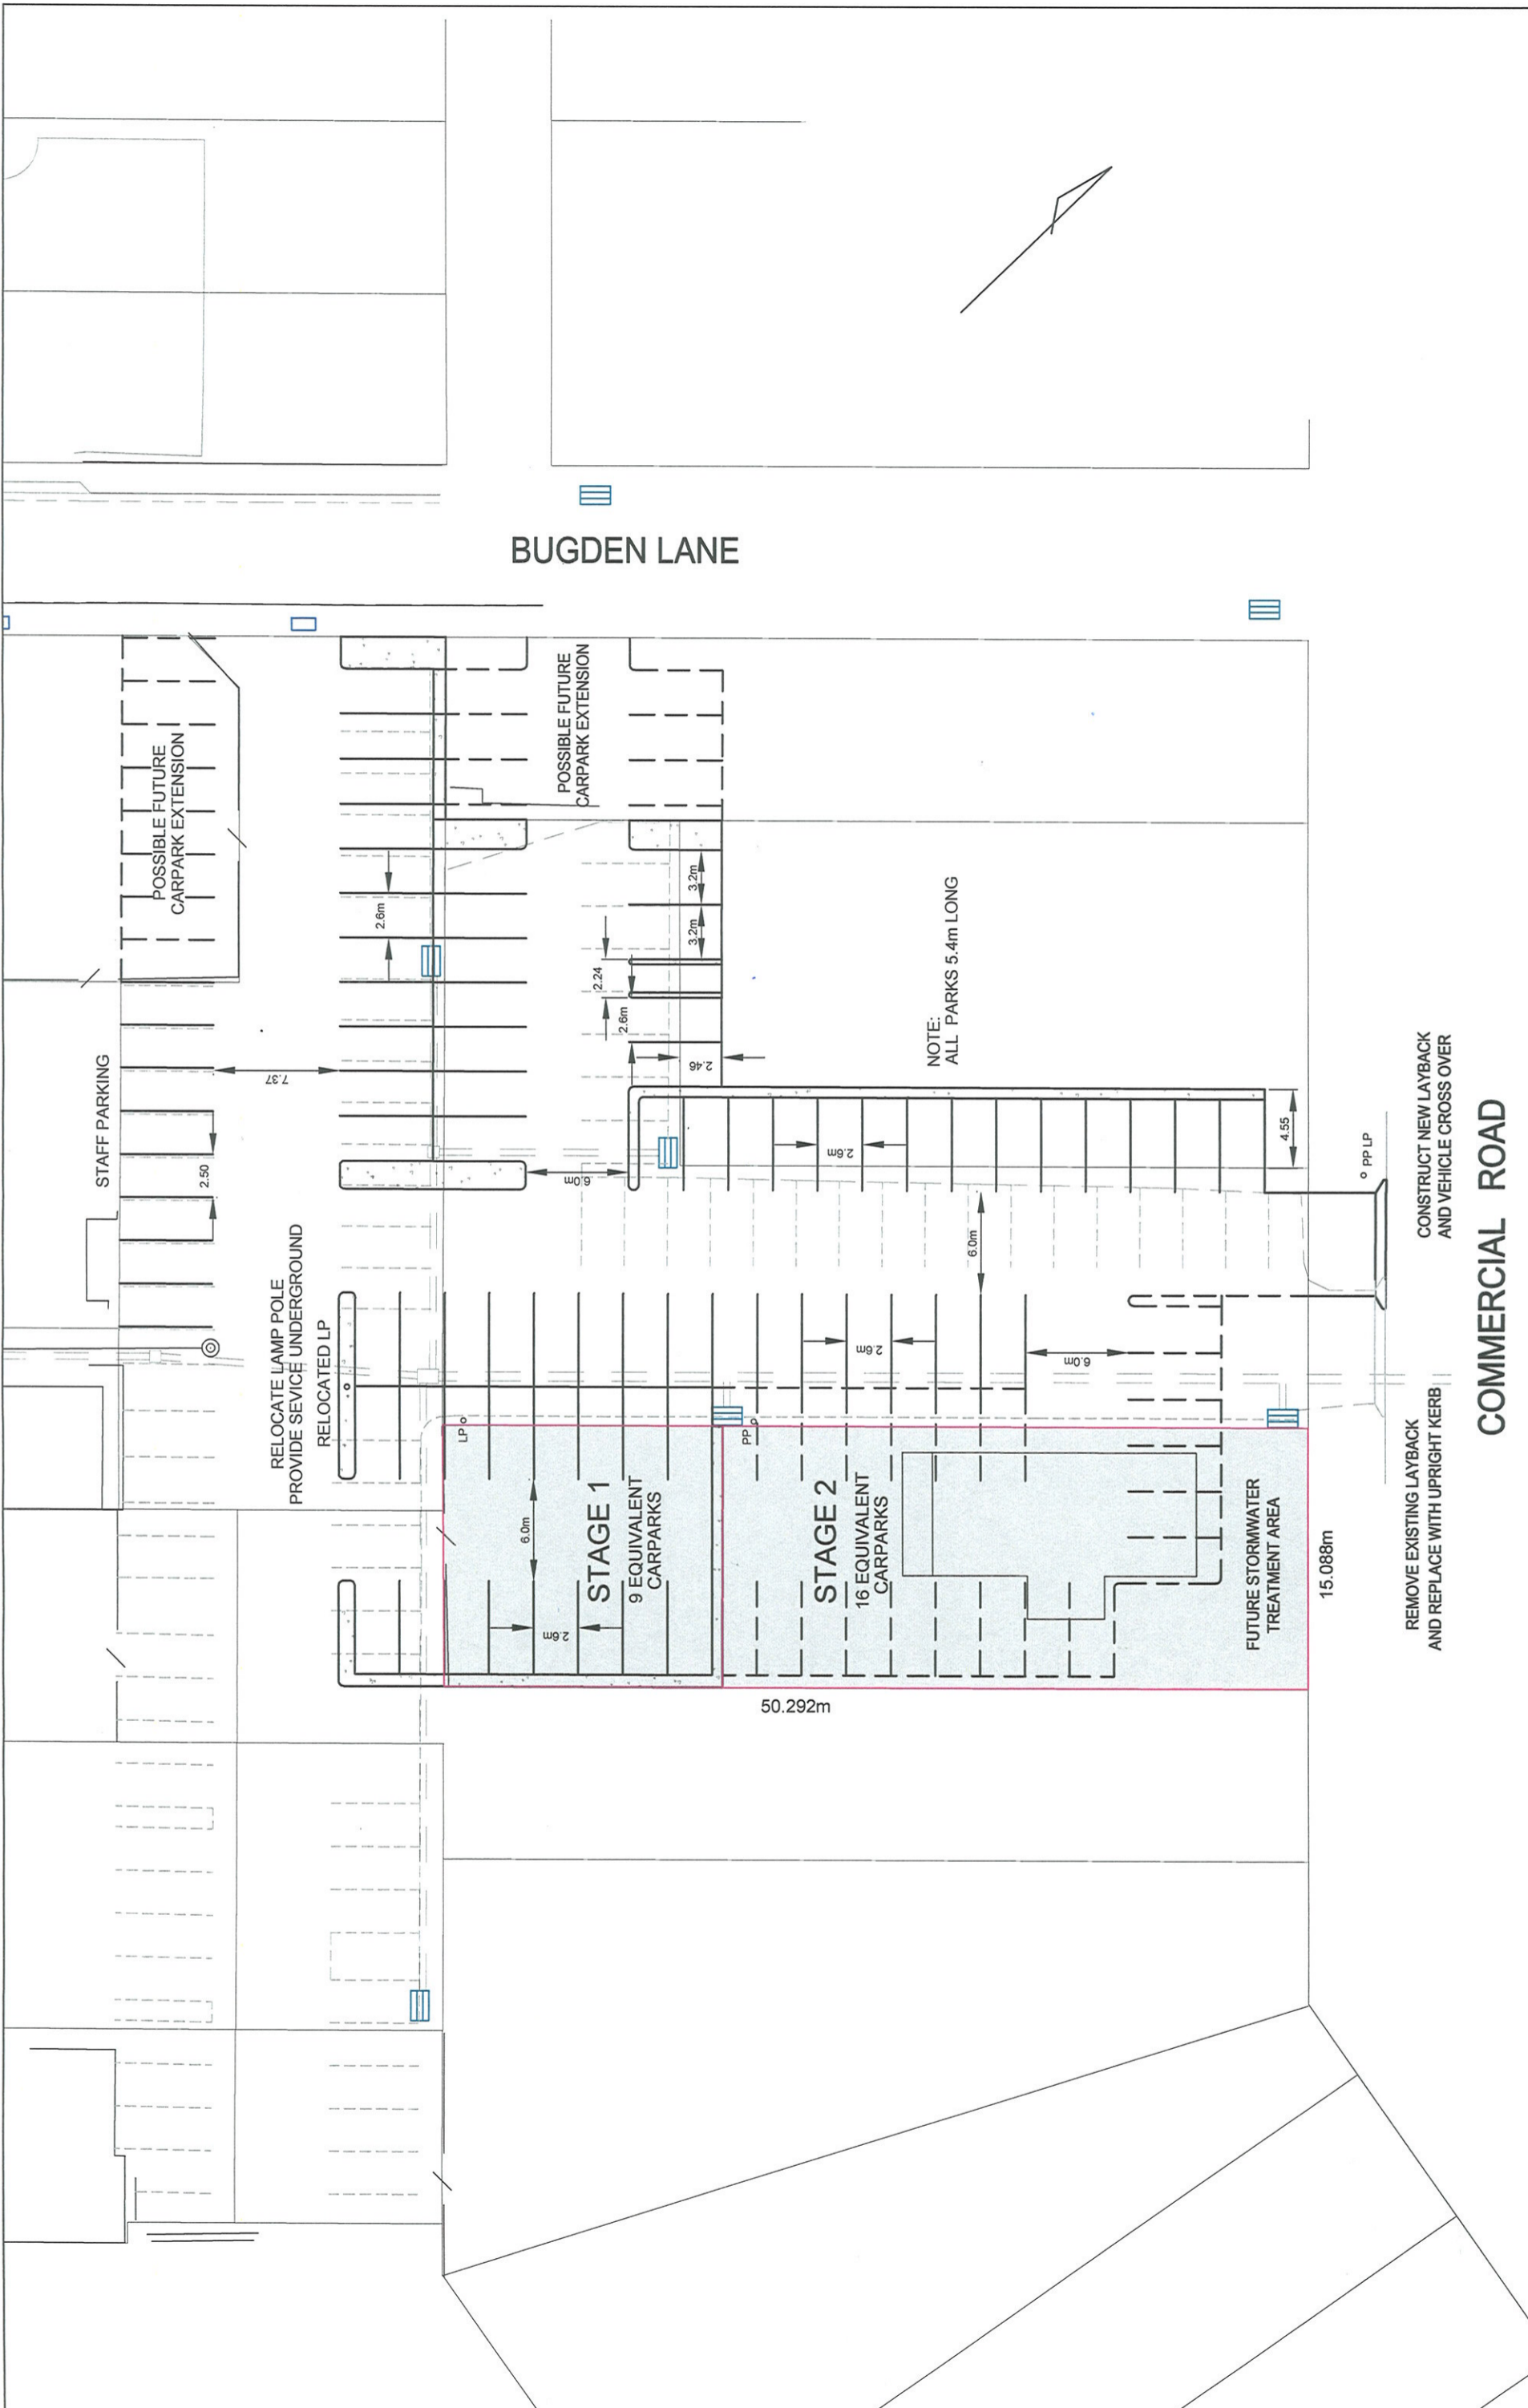 BUGDEN LANE
POSSIBLE FUTURE
CARPARK EXTENSION
POSSIBLE FUTURE
CARPARK EXTENSION
2.6m
3.2m
3.2m
2.24
2.6m
2.46
NOTE:
ALL PARKS 5.4m LONG
STAFF PARKING
7.37
2.50
6.0m
2.6m
4.55
PP LP
6.0m
CONSTRUCT NEW LAYBACK
AND VEHICLE CROSS OVER
COMMERCIAL ROAD
RELOCATE LAMP POLE
PROVIDE SEVICE UNDERGROUND
RELOCATED LP
2.6m
6.0m
LP
PP
6.0m
STAGE 1
9 EQUIVALENT
CARPARKS
2.6m
STAGE 2
16 EQUIVALENT
CARPARKS
FUTURE STORMWATER
TREATMENT AREA
15.088m
REMOVE EXISTING LAYBACK
AND REPLACE WITH UPRIGHT KERB
50.292m